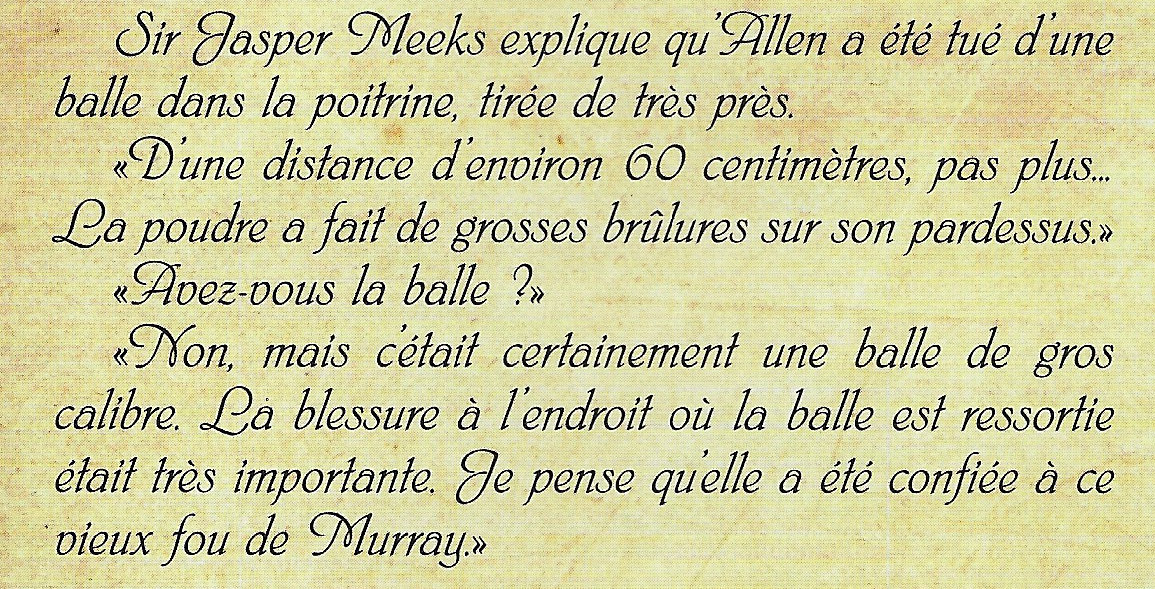 Sir Jasper Meeks explique qu'Allen a été tué d'une
balle dans la poitrine, tirée de très près.
«D'une distance d'environ 60 centimètres, pas plus...
La poudre a fait de grosses brûlures sur son pardessus.»
«Avez-vous la balle ?»
«Non, mais c'était certainement une balle de gros
calibre. La blessure à l'endroit où la balle est ressortie
était très importante. Je pense qu'elle a été confiée à ce
vieux fou de Murray.»